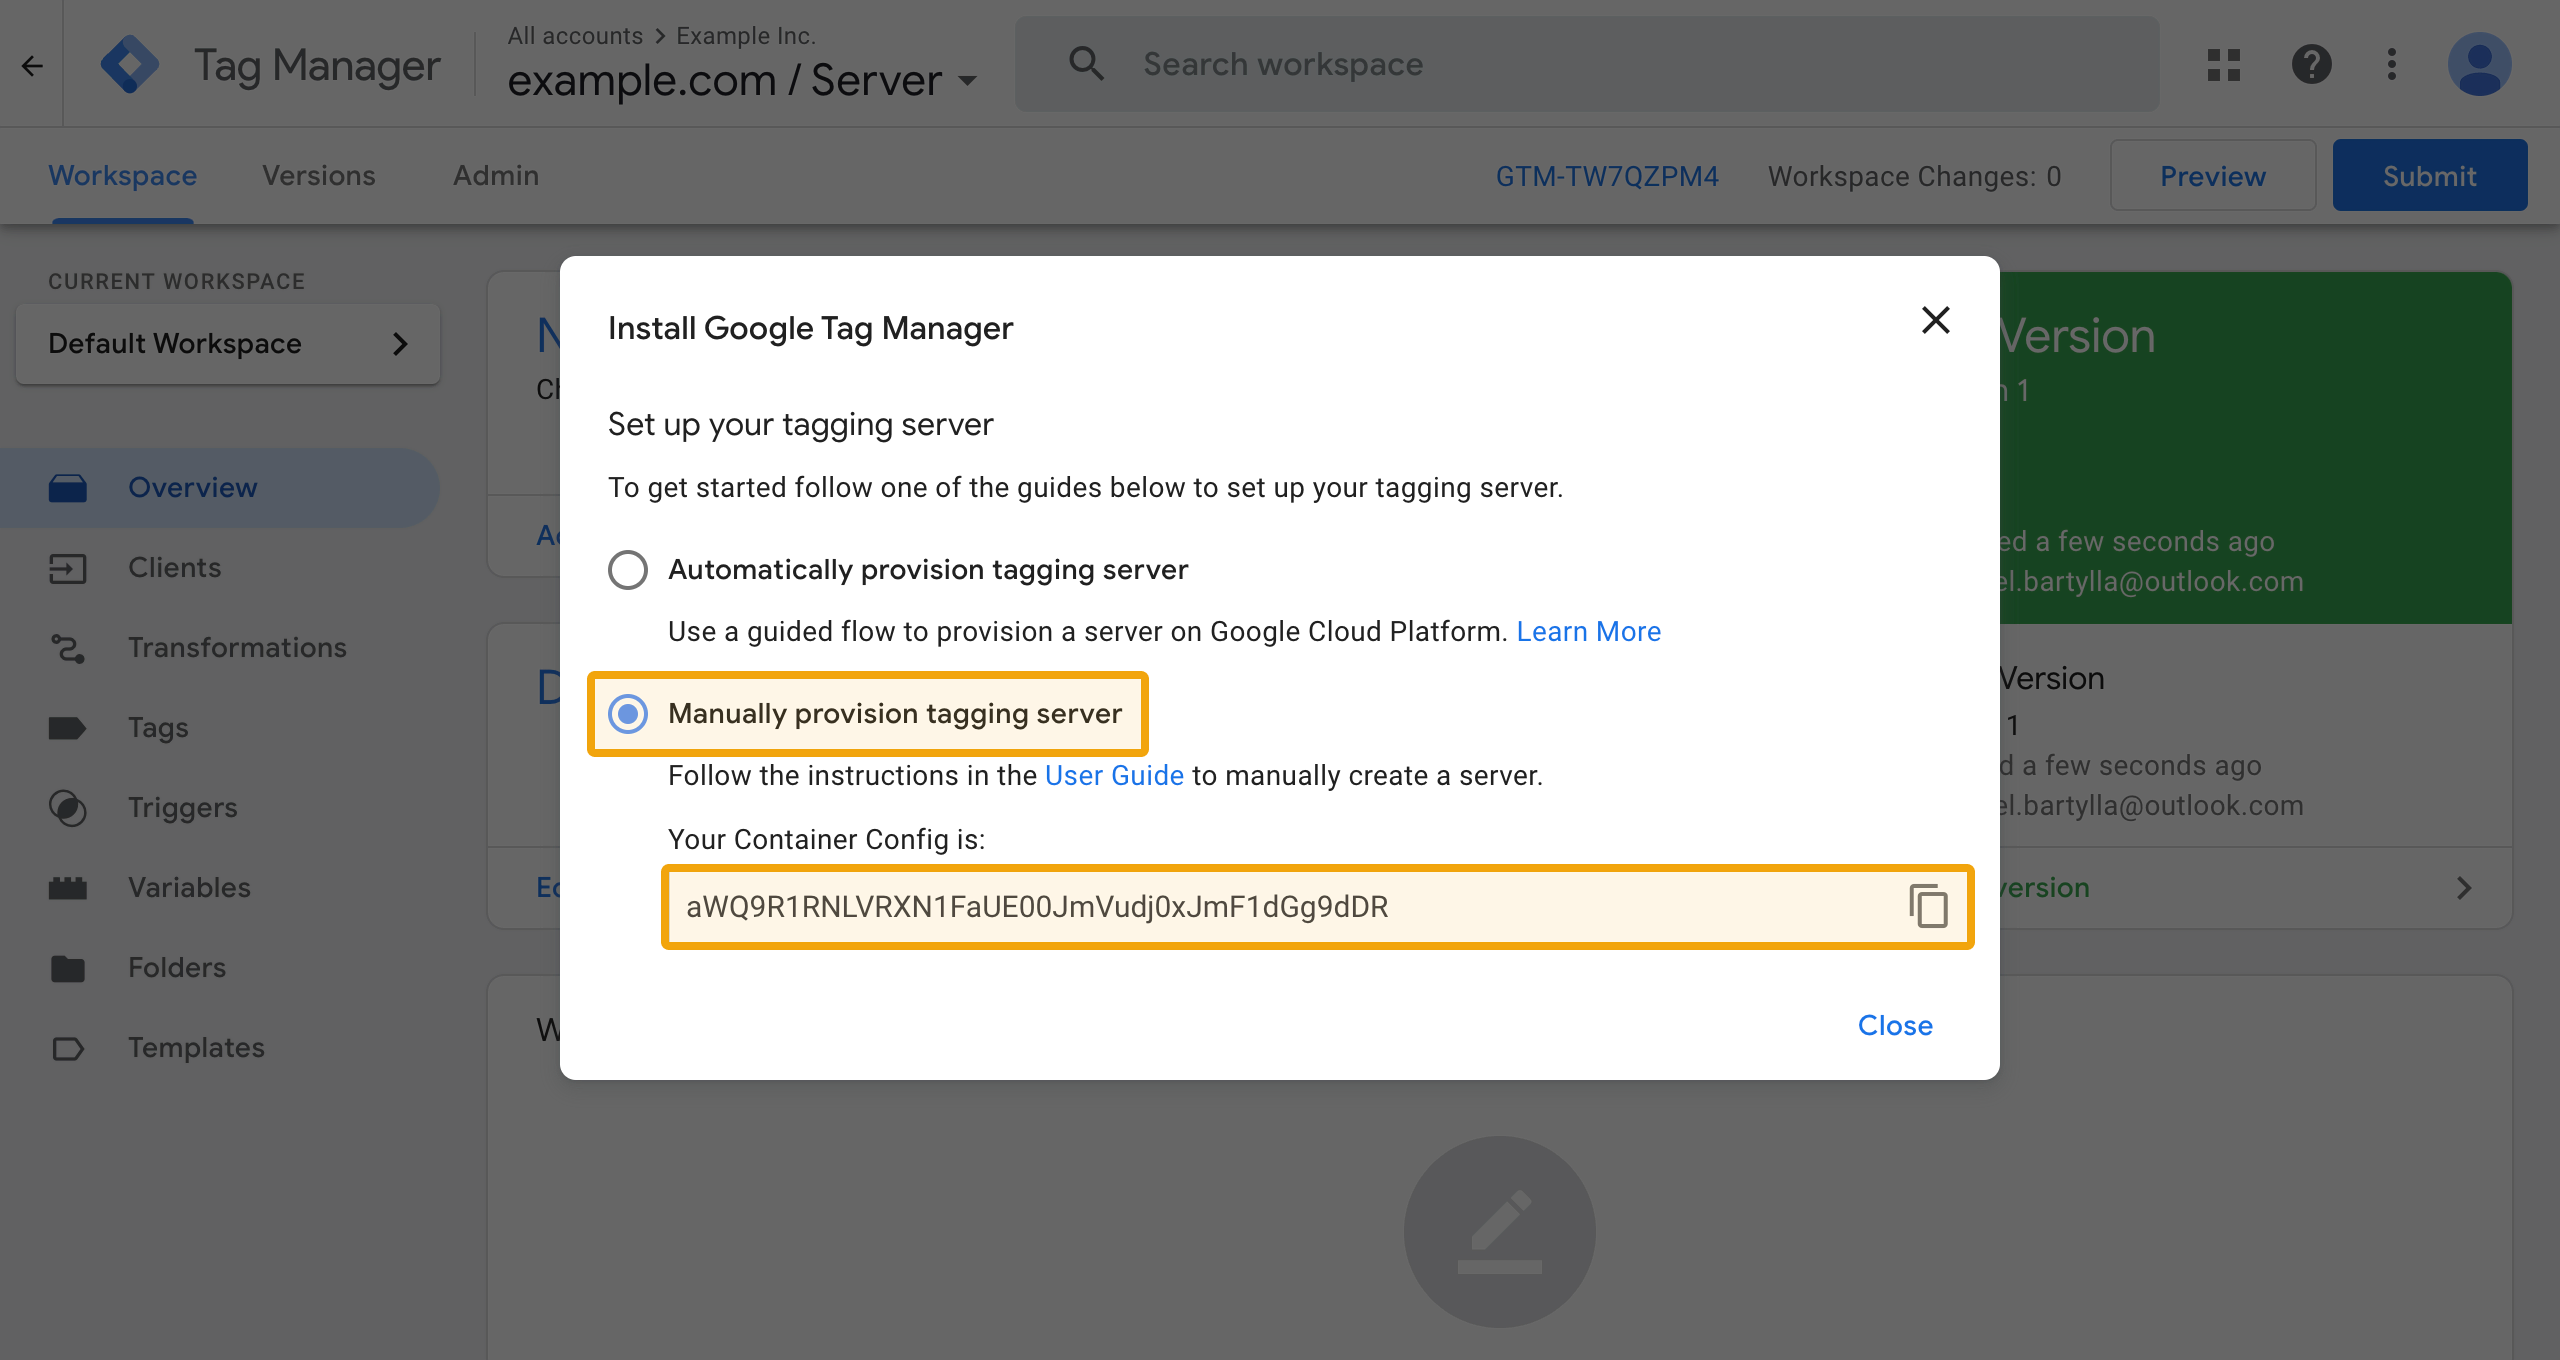 Tag Manager
All accounts > Example Inc.
example.com / Server
Search workspace
Workspace
Versions
Admin
GTM-TW7QZPM4
Workspace Changes: 0
Preview
Submit
CURRENT WORKSPACE
Default Workspace
Overview
Clients
Transformations
Tags
Triggers
Variables
Folders
Templates
Install Google Tag Manager
Set up your tagging server
To get started follow one of the guides below to set up your tagging server.
Automatically provision tagging server
Use a guided flow to provision a server on Google Cloud Platform. Learn More
Manually provision tagging server
Follow the instructions in the User Guide to manually create a server.
Your Container Config is:
aWQ9R1RNLVRXN1FaUE00JmVudj0xJmF1dGg9dDR
Close
Version
1
a few seconds ago
el.bartylla@outlook.com
Version
1
a few seconds ago
el.bartylla@outlook.com
version